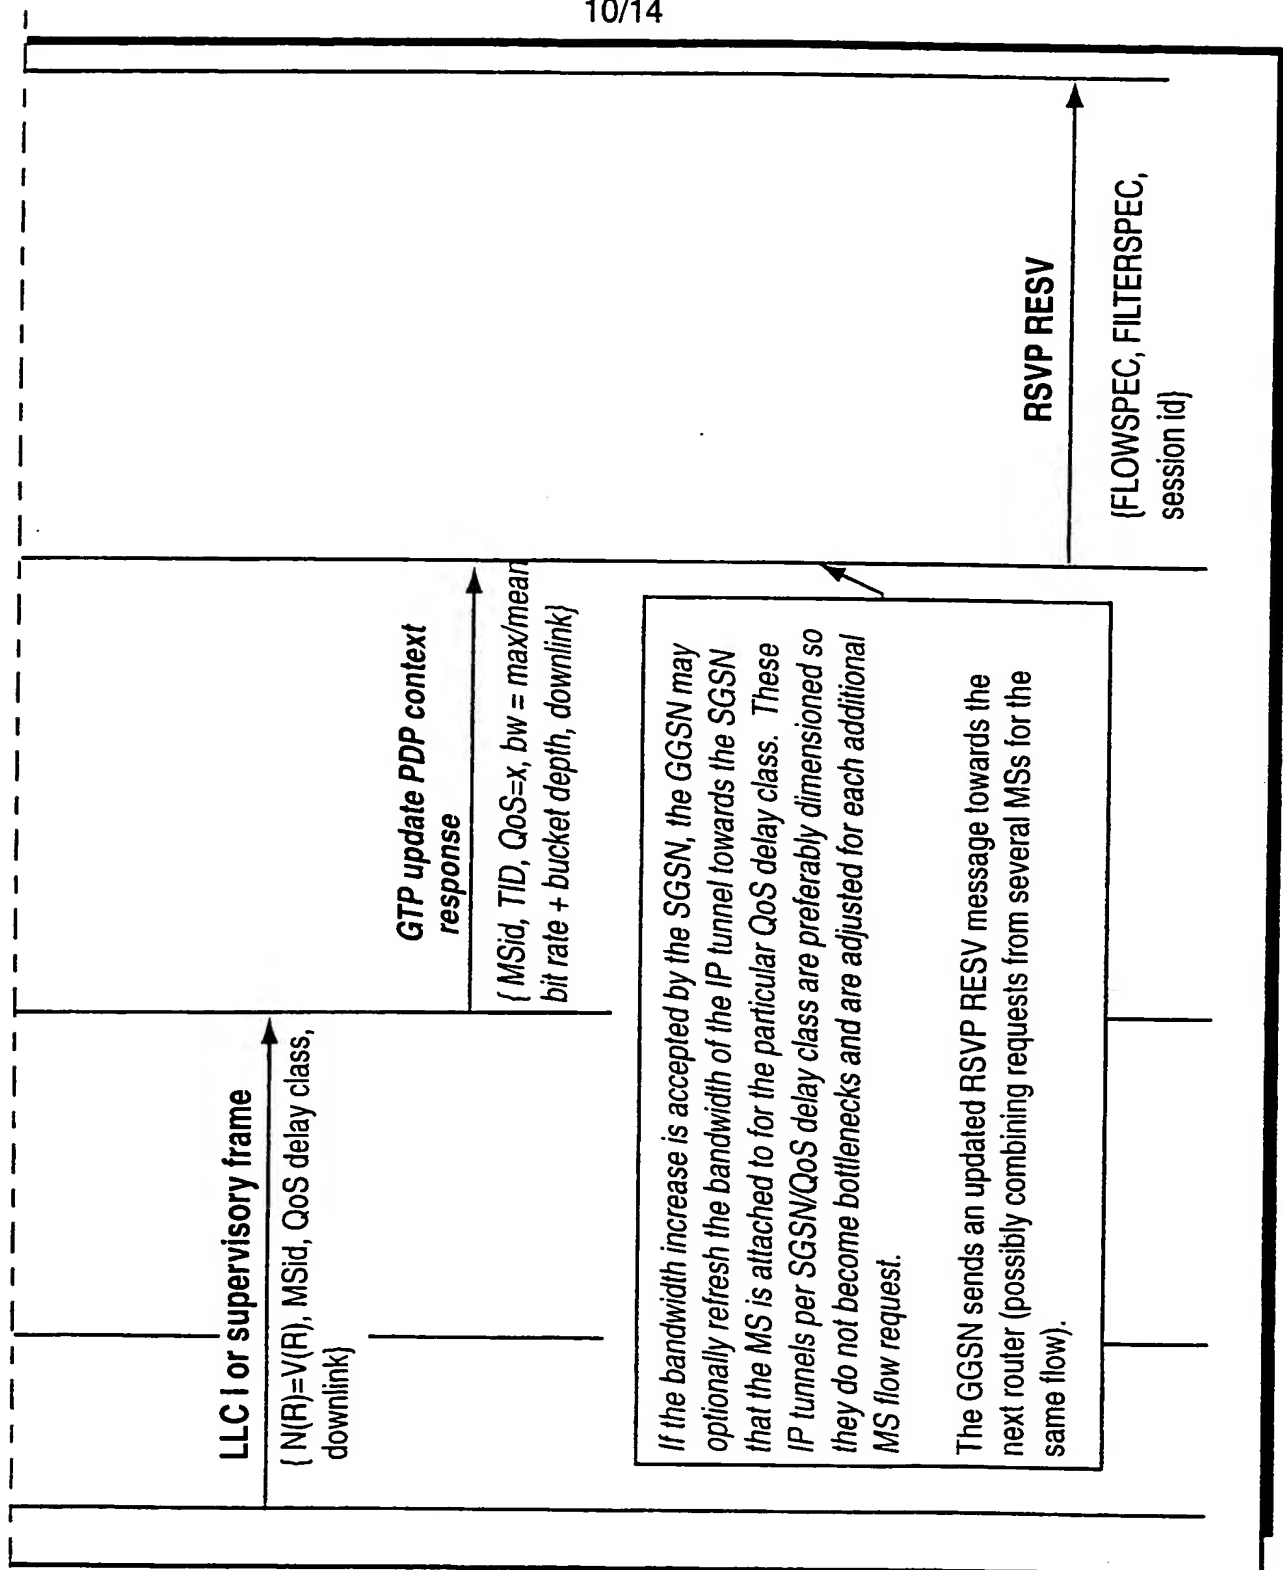 10/14
LLC I or supervisory frame
{ N(R)=V(R), MSid, QoS delay class,
downlink}
GTP update PDP context
response
{ MSid, TID, QoS=x, bw = max/mean
bit rate + bucket depth, downlink}
If the bandwidth increase is accepted by the SGSN, the GGSN may
optionally refresh the bandwidth of the IP tunnel towards the SGSN
that the MS is attached to for the particular QoS delay class. These
IP tunnels per SGSN/QoS delay class are preferably dimensioned so
they do not become bottlenecks and are adjusted for each additional
MS flow request.
The GGSN sends an updated RSVP RESV message towards the
next router (possibly combining requests from several MSs for the
same flow).
RSVP RESV
{FLOWSPEC, FILTERSPEC,
session id}